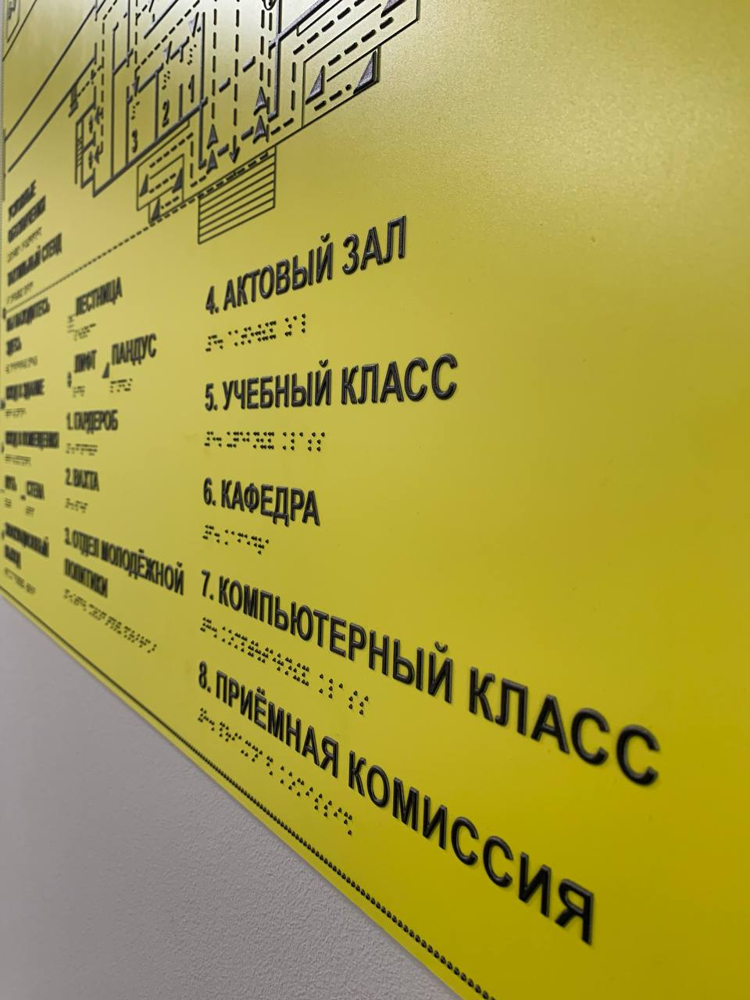 3
2
1
УСЛОВНЫЕ
ОБОЗНАЧЕНИЯ
ТАКТИЛЬНЫЙ СТЕНД
ВЫ НАХОДИТЕСЬ
ЗДЕСЬ
ВХОД В ЗДАНИЕ
ВХОД В ПОМЕЩЕНИЕ
ПУТЬ СТЕНА
ЭВАКУАЦИОННЫЙ
ВЫХОД
ЛЕСТНИЦА
ЛИФТ ПАНДУС
1. ГАРДЕРОБ
2. ВАХТА
3. ОТДЕЛ МОЛОДЁЖНОЙ
ПОЛИТИКИ
4. АКТОВЫЙ ЗАЛ
5. УЧЕБНЫЙ КЛАСС
6. КАФЕДРА
7. КОМПЬЮТЕРНЫЙ КЛАСС
8. ПРИЁМНАЯ КОМИССИЯ